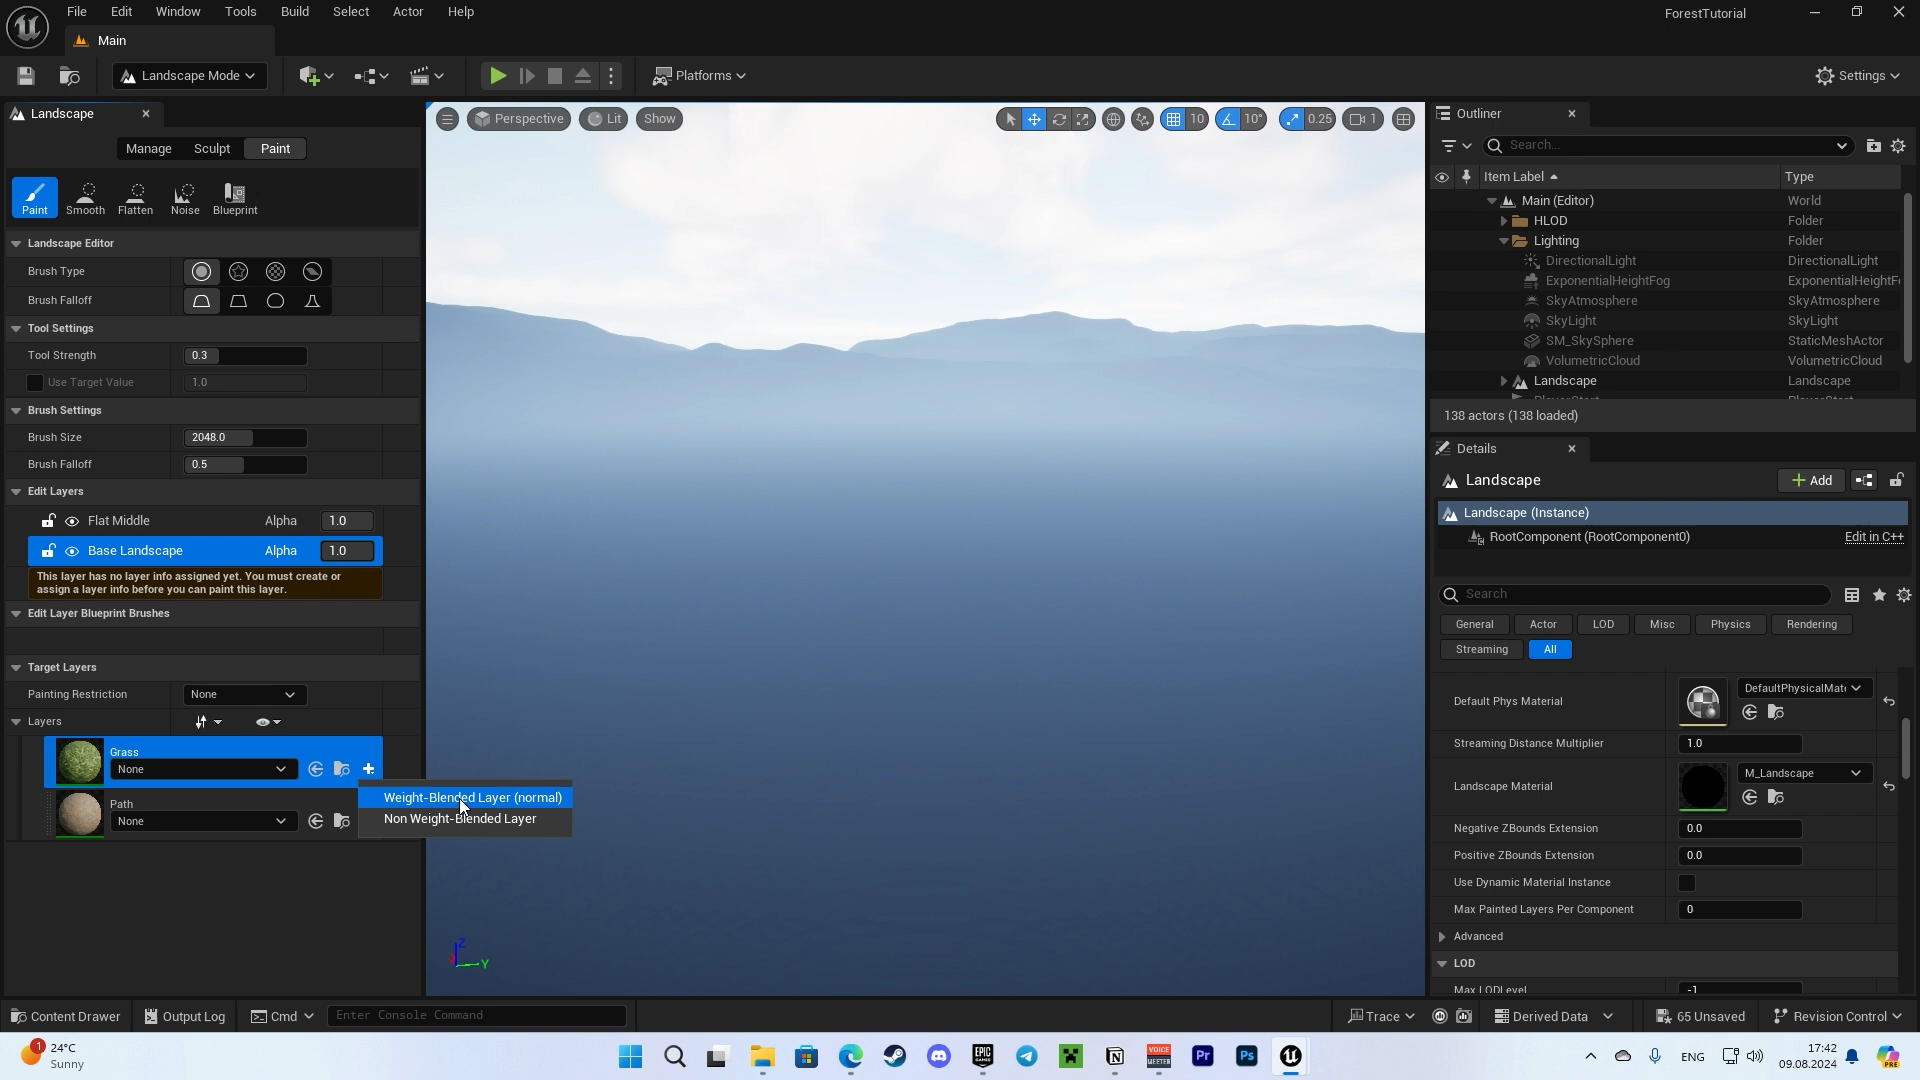 File Edit Window Tools Build Select Actor Help
ForestTutorial
Main
Landscape Mode
Platforms
Settings
Landscape
Manage Sculpt Paint
Paint Smooth Flatten Noise Blueprint
Landscape Editor
Brush Type
Brush Falloff
Tool Settings
Tool Strength 0.3
Use Target Value 1.0
Brush Settings
Brush Size 2048.0
Brush Falloff 0.5
Edit Layers
Flat Middle Alpha 1.0
Base Landscape Alpha 1.0
This layer has no layer info assigned yet. You must create or
assign a layer info before you can paint this layer.
Edit Layer Blueprint Brushes
Target Layers
Painting Restriction None
Layers
Grass
None
Path
None
Weight-Blended Layer (normal)
Non Weight-Blended Layer
Perspective Lit Show
10 10° 0.25 1
Z
Y
Outliner
Search...
Item Label Type
Main (Editor) World
HLOD Folder
Lighting Folder
DirectionalLight DirectionalLight
ExponentialHeightFog ExponentialHeightF
SkyAtmosphere SkyAtmosphere
SkyLight SkyLight
SM_SkySphere StaticMeshActor
VolumetricCloud VolumetricCloud
Landscape Landscape
138 actors (138 loaded)
Details
Landscape
Add
Landscape (Instance)
RootComponent (RootComponent0) Edit in C++
Search
General Actor LOD Misc Physics Rendering
Streaming All
Default Phys Material DefaultPhysicalMat
Streaming Distance Multiplier 1.0
Landscape Material M_Landscape
Negative ZBounds Extension 0.0
Positive ZBounds Extension 0.0
Use Dynamic Material Instance
Max Painted Layers Per Component 0
Advanced
LOD
Max LODLevel -1
Content Drawer Output Log Cmd Enter Console Command
Trace Derived Data 65 Unsaved Revision Control
1
24°C
Sunny
EPIC
GAMES
VOICE
MEETER
Pr
Ps
ENG
17:42
09.08.2024
PRE